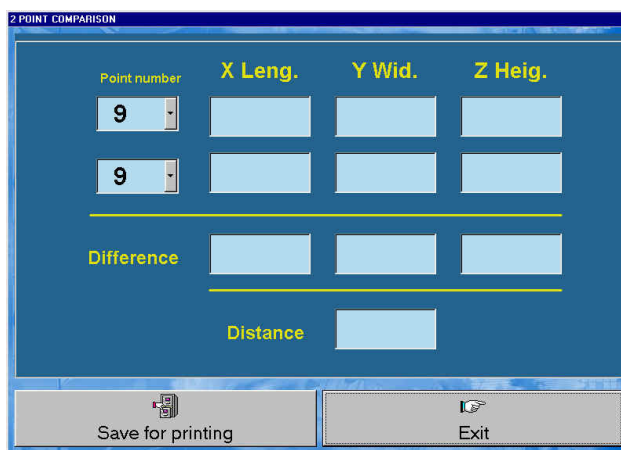 2 POINT COMPARISON
Point number X Leng. Y Wid. Z Heig.
9
9
Difference
Distance
Save for printing Exit